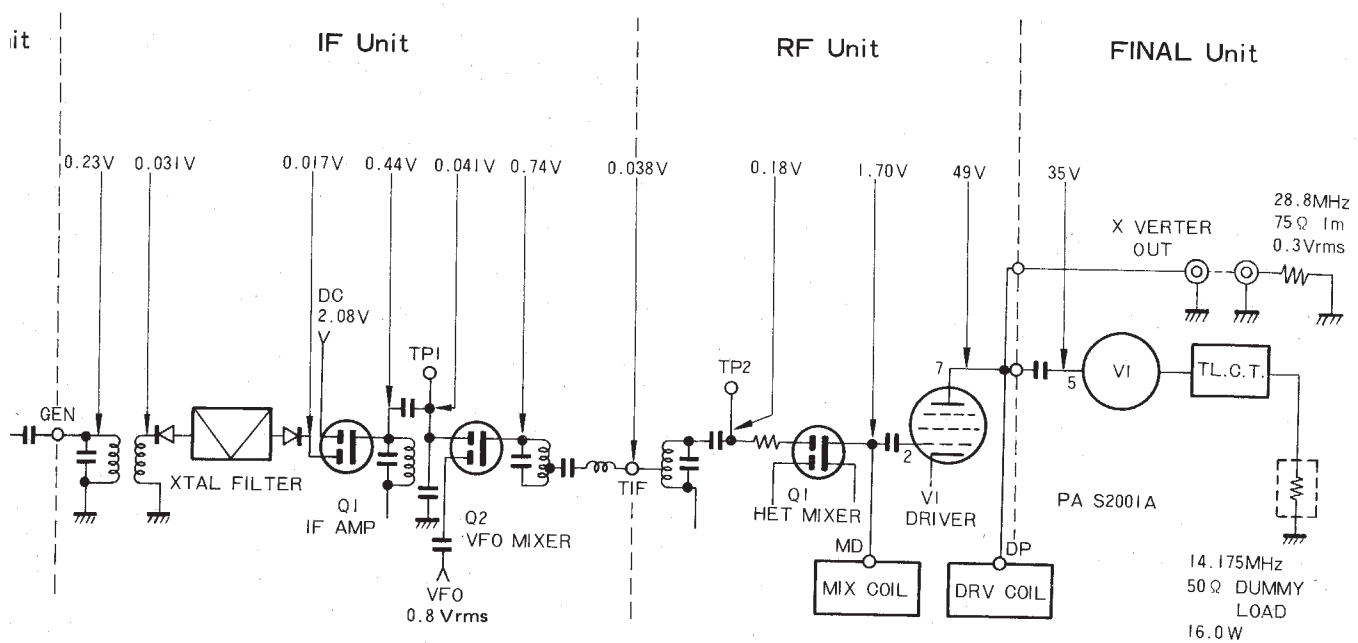 it
IF Unit
RF Unit
FINAL Unit
0.23V
0.031V
0.017V
0.44V
0.041V
0.74V
0.038V
0.18V
1.70V
49V
35V
28.8MHz
75Ω 1m
0.3Vrms
X VERTER
OUT
DC
2.08V
TP1
TP2
7
5
V1
TL.C.T.
GEN
XTAL FILTER
Q1
IF AMP
Q2
VFO MIXER
VFO
0.8 Vrms
TIF
Q1
HET MIXER
2
V1
DRIVER
PA S2001A
MD
MIX COIL
DP
DRV COIL
14.175MHz
50Ω DUMMY
LOAD
16.0W